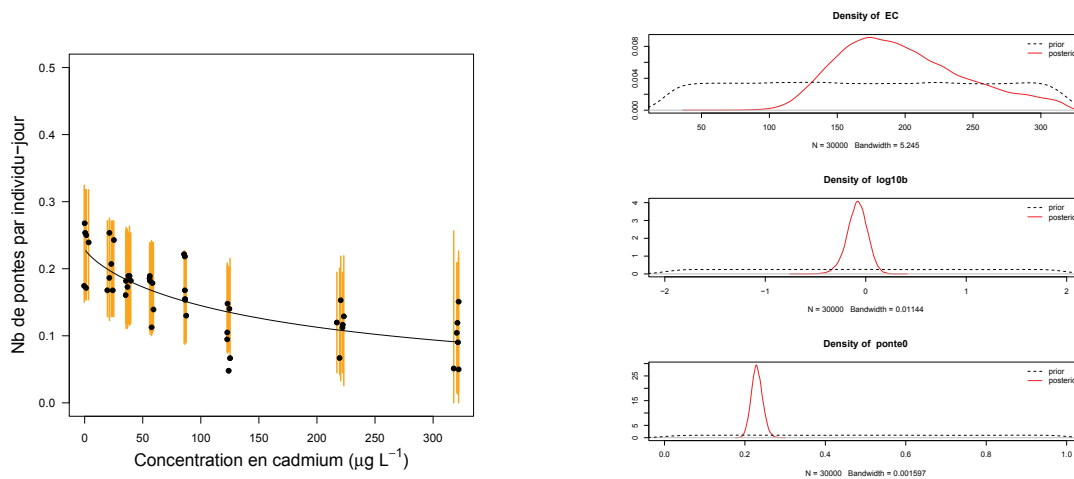 Nb de pontes par individu-jour
0.5
0.4
0.3
0.2
0.1
0.0
0 50 100 150 200 250 300
Concentration en cadmium (μg L⁻¹)
Density of EC
0.008
0.004
0.000
prior
posterio
50 100 150 200 250 300
N = 30000 Bandwidth = 5.245
Density of log10b
4
3
2
1
0
prior
posterio
−2 −1 0 1 2
N = 30000 Bandwidth = 0.01144
Density of ponte0
25
15
5
0
prior
posterio
0.0 0.2 0.4 0.6 0.8 1.0
N = 30000 Bandwidth = 0.001597